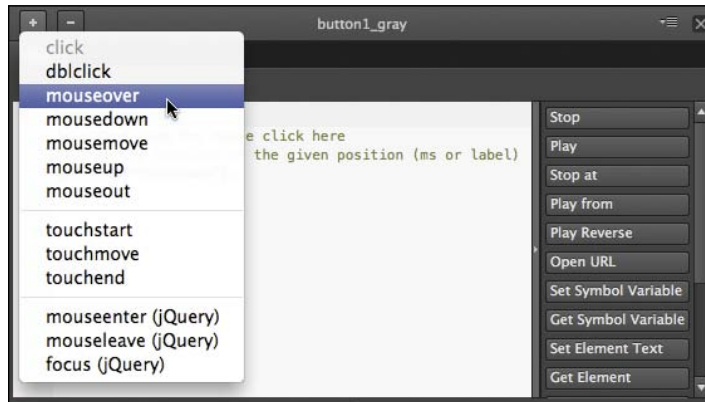 + − button1_gray
click
dblclick
mouseover
mousedown
mousemove
mouseup
mouseout
touchstart
touchmove
touchend
mouseenter (jQuery)
mouseleave (jQuery)
focus (jQuery)
click here
the given position (ms or label)
Stop
Play
Stop at
Play from
Play Reverse
Open URL
Set Symbol Variable
Get Symbol Variable
Set Element Text
Get Element